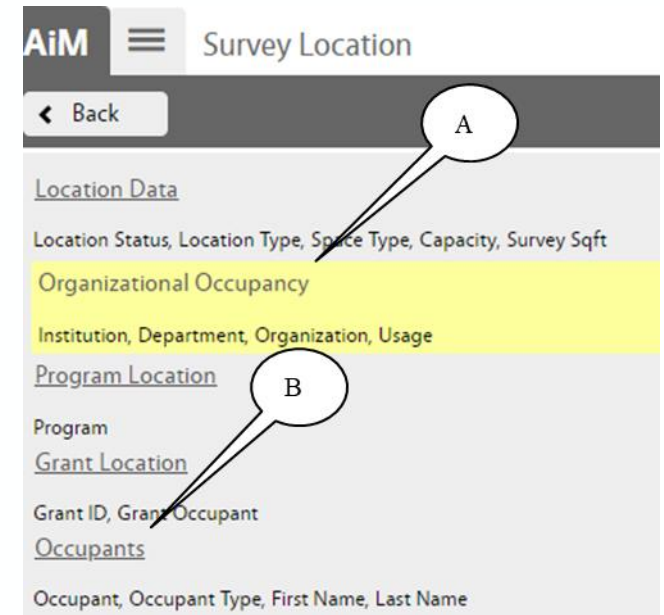 AiM Survey Location
Back
A
Location Data
Location Status, Location Type, Space Type, Capacity, Survey Sqft
Organizational Occupancy
Institution, Department, Organization, Usage
Program Location
B
Program
Grant Location
Grant ID, Grant Occupant
Occupants
Occupant, Occupant Type, First Name, Last Name